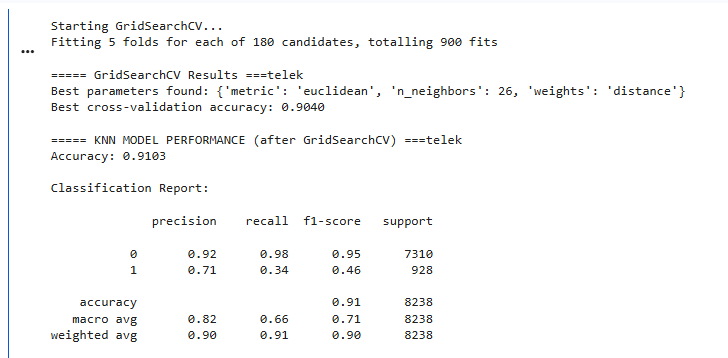 Starting GridSearchCV...
Fitting 5 folds for each of 180 candidates, totalling 900 fits
===== GridSearchCV Results ===telek
Best parameters found: {'metric': 'euclidean', 'n_neighbors': 26, 'weights': 'distance'}
Best cross-validation accuracy: 0.9040
===== KNN MODEL PERFORMANCE (after GridSearchCV) ===telek
Accuracy: 0.9103
Classification Report:
precision recall f1-score support
0 0.92 0.98 0.95 7310
1 0.71 0.34 0.46 928
accuracy 0.91 8238
macro avg 0.82 0.66 0.71 8238
weighted avg 0.90 0.91 0.90 8238